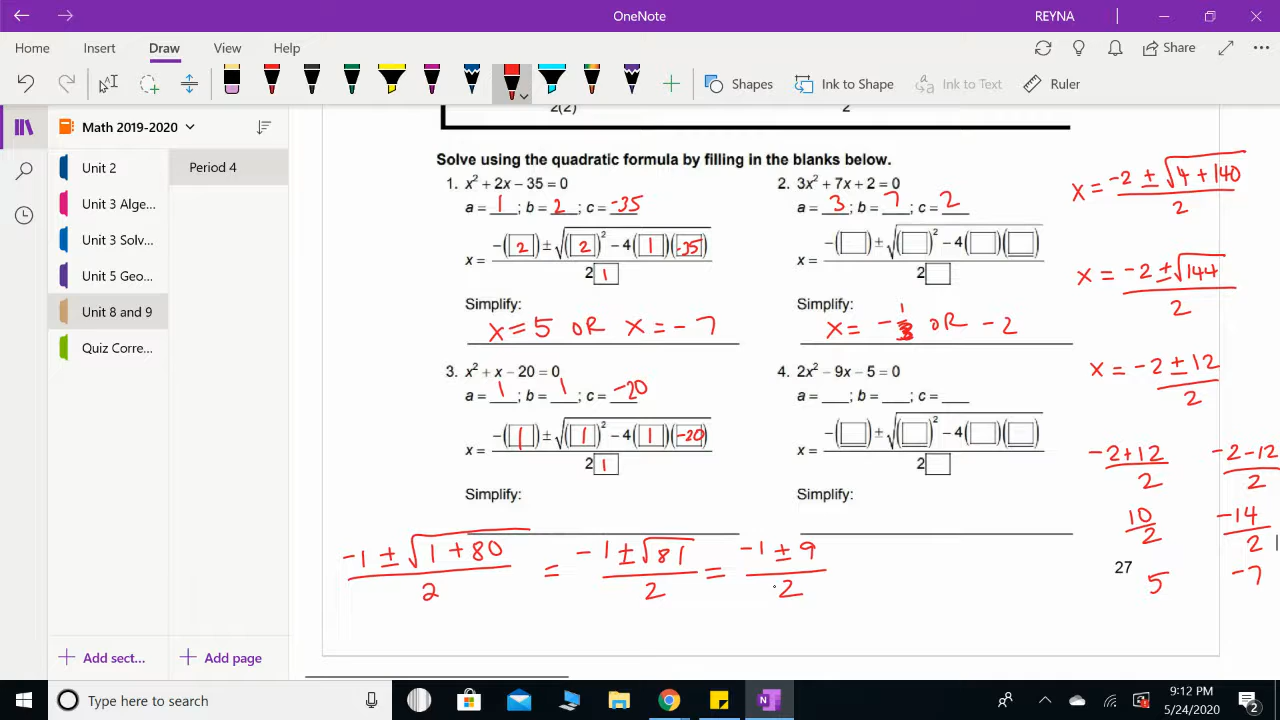 OneNote
REYNA
Home Insert Draw View Help
Share
Shapes Ink to Shape Ink to Text Ruler
Math 2019-2020
Unit 2
Unit 3 Alge...
Unit 3 Solv...
Unit 5 Geo...
Unit 8 and 9
Quiz Corre...
Period 4
Add sect...
Add page
2(2) 2
Solve using the quadratic formula by filling in the blanks below.
1. x² + 2x – 35 = 0
a = 1 ; b = 2 ; c = -35
x = –(2) ± √(2)² – 4(1)(-35)
2 1
Simplify:
x = 5 OR x = -7
2. 3x² + 7x + 2 = 0
a = 3 ; b = 7 ; c = 2
x = –( ) ± √( )² – 4( )( )
2
Simplify:
OR -2
3. x² + x – 20 = 0
a = 1 ; b = 1 ; c = -20
x = –(1) ± √(1)² – 4(1)(-20)
2 1
Simplify:
-1 ± √1 + 80 / 2 = -1 ± √81 / 2 = -1 ± 9 / 2
4. 2x² – 9x – 5 = 0
a = ___; b = ___; c = ___
x = –( ) ± √( )² – 4( )( )
2
Simplify:
x = -2 ± √4 + 140 / 2
x = -2 ± √144 / 2
x = -2 ± 12 / 2
-2+12 / 2 -2-12 / 2
10 / 2 -14 / 2
5 -7
27
Type here to search
9:12 PM
5/24/2020
2